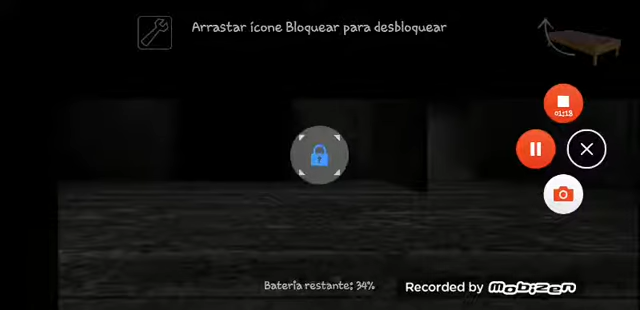 Arrastar ícone Bloquear para desbloquear
01:13
Bateria restante: 34%
Recorded by Mobizen